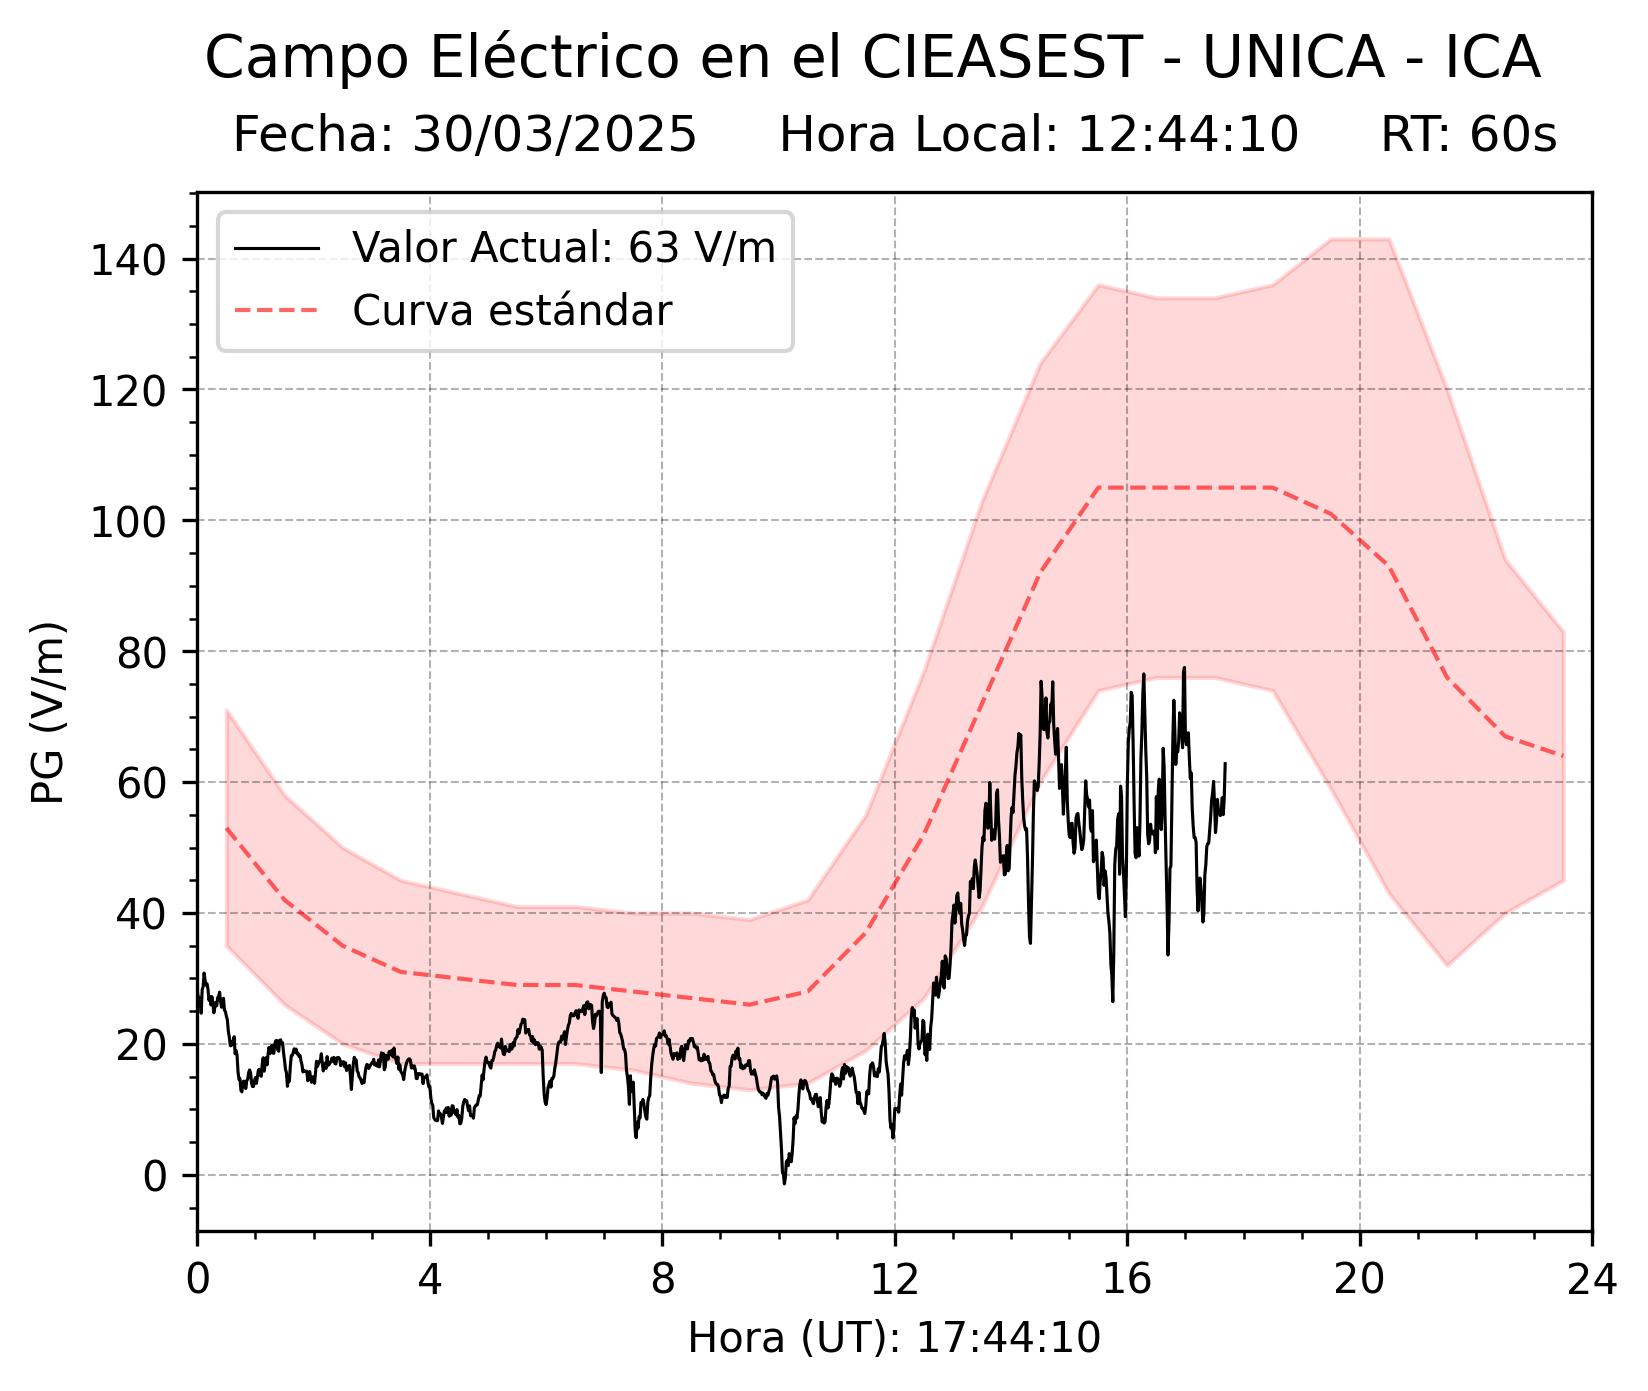 Campo Eléctrico en el CIEASEST - UNICA - ICA
Fecha: 30/03/2025 Hora Local: 12:44:10 RT: 60s
Valor Actual: 63 V/m
Curva estándar
PG (V/m)
140
120
100
80
60
40
20
0
0 4 8 12 16 20 24
Hora (UT): 17:44:10